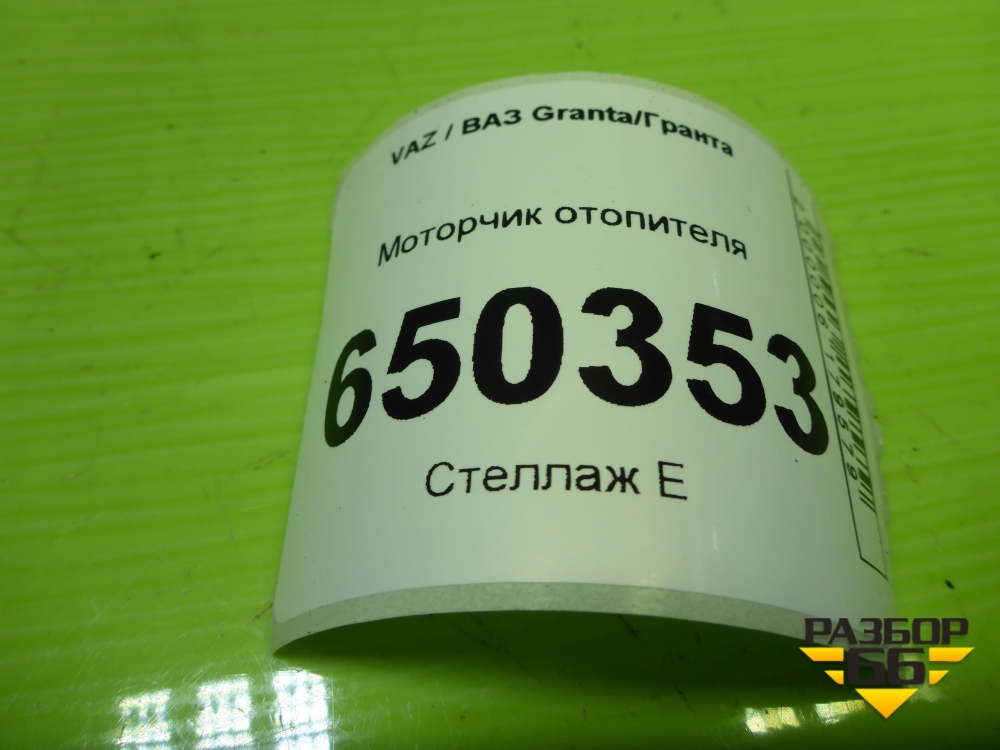 VAZ / ВАЗ Granta/Гранта
Моторчик отопителя
650353
Стеллаж Е
РАЗБОР
66